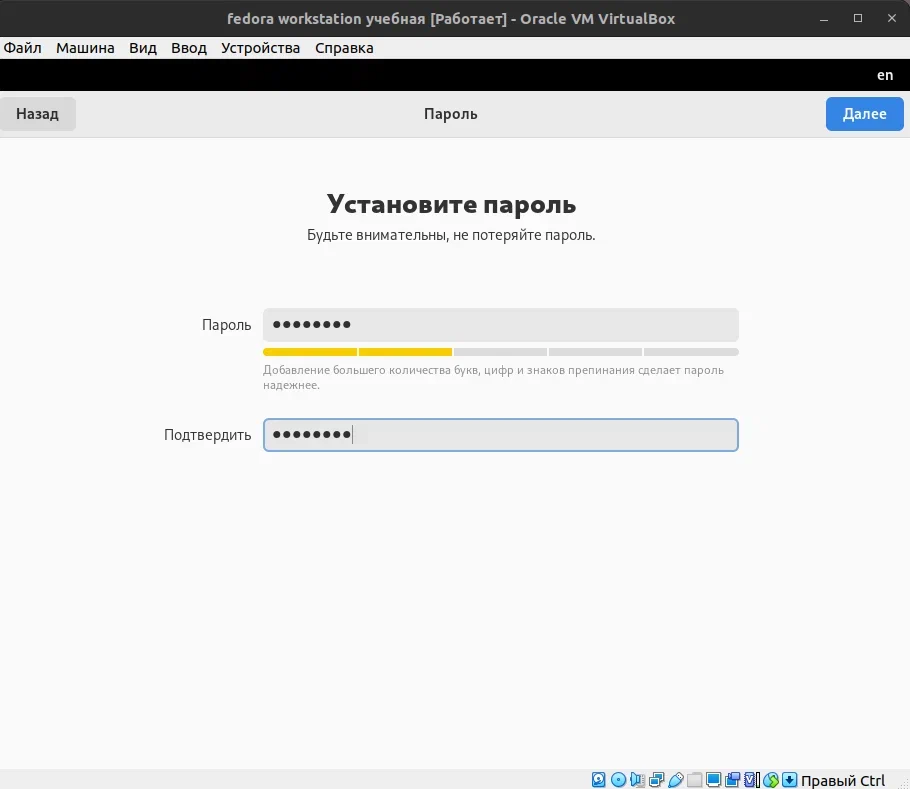 fedora workstation учебная [Работает] - Oracle VM VirtualBox
Файл Машина Вид Ввод Устройства Справка
en
Назад Пароль Далее
Установите пароль
Будьте внимательны, не потеряйте пароль.
Пароль ●●●●●●●●
Добавление большего количества букв, цифр и знаков препинания сделает пароль
надежнее.
Подтвердить ●●●●●●●●
Правый Ctrl